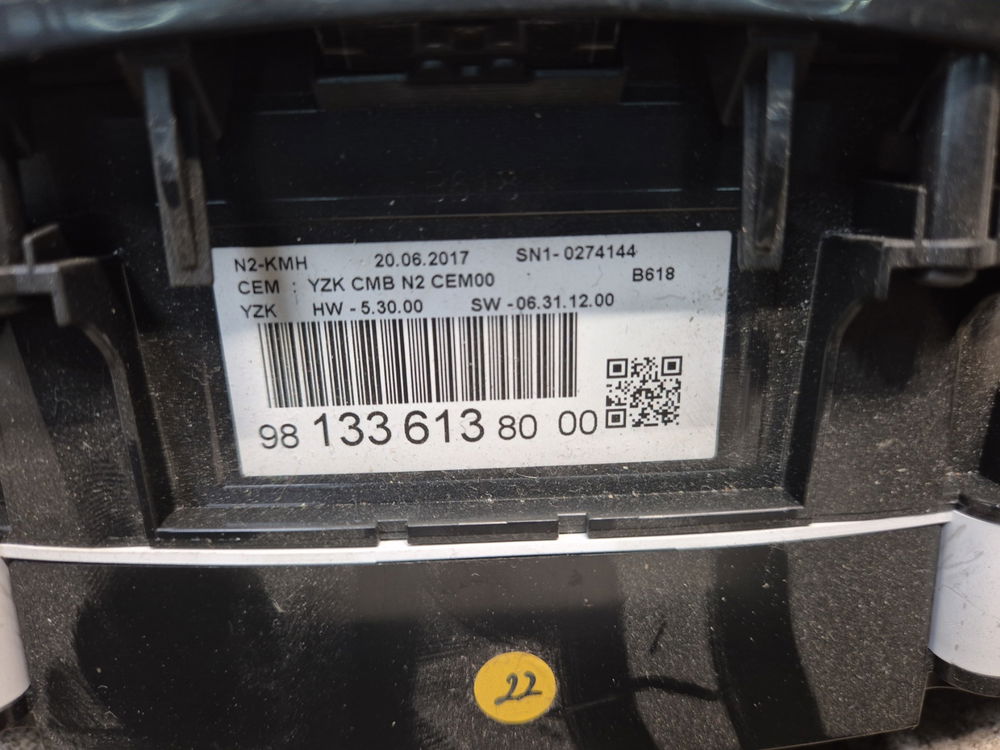 N2-KMH 20.06.2017 SN1-0274144
CEM : YZK CMB N2 CEM00 B618
YZK HW - 5.30.00 SW - 06.31.12.00
98 133 613 80 00
22